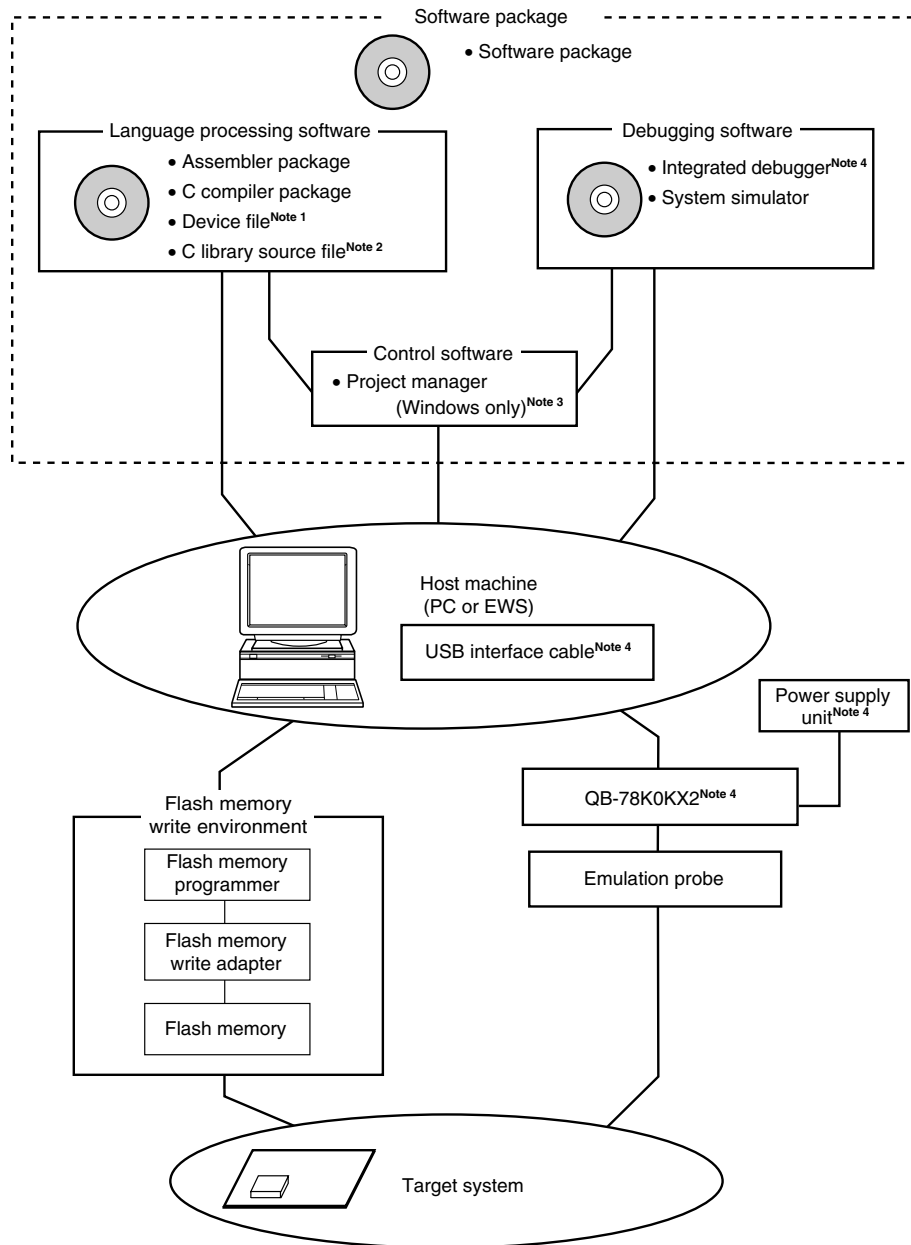 Software package
• Software package
Language processing software
• Assembler package
• C compiler package
• Device fileNote 1
• C library source fileNote 2
Debugging software
• Integrated debuggerNote 4
• System simulator
Control software
• Project manager
(Windows only)Note 3
Host machine
(PC or EWS)
USB interface cableNote 4
Power supply
unitNote 4
QB-78K0KX2Note 4
Emulation probe
Flash memory
write environment
Flash memory
programmer
Flash memory
write adapter
Flash memory
Target system